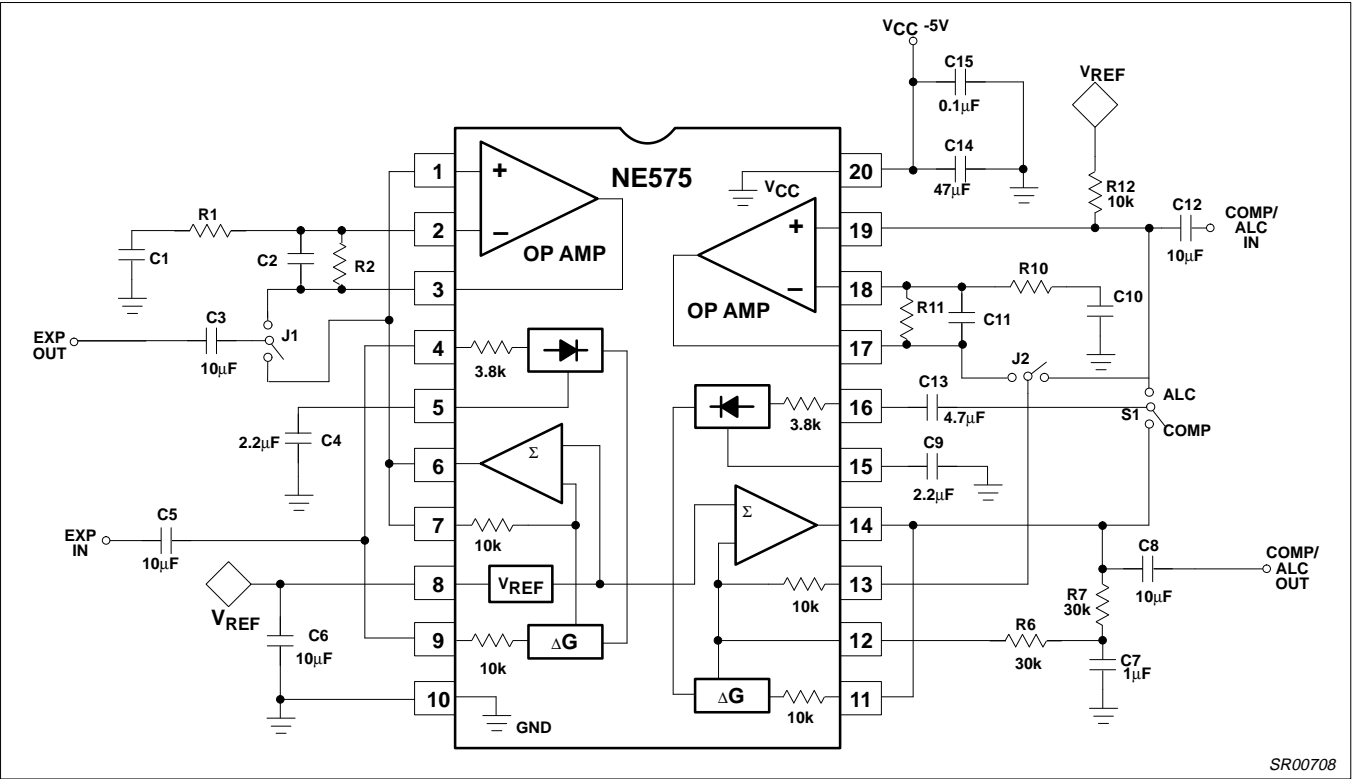 VCC -5V
C15
0.1µF
VREF
C14
47µF
R12
10k
C12
10µF
COMP/
ALC
IN
NE575
1
+
20
VCC
R1
2
−
OP AMP
+
19
C1
C2
R2
3
OP AMP
−
18
R10
R11
C11
C10
EXP
OUT
C3
10µF
J1
4
3.8k
17
J2
C13
4.7µF
ALC
S1
COMP
5
2.2µF
C4
16
3.8k
6
Σ
15
C9
2.2µF
EXP
IN
C5
10µF
7
10k
Σ
14
C8
10µF
COMP/
ALC
OUT
VREF
8
VREF
10k
13
R7
30k
C6
10µF
9
10k
ΔG
12
R6
30k
C7
1µF
10
GND
ΔG
10k
11
SR00708